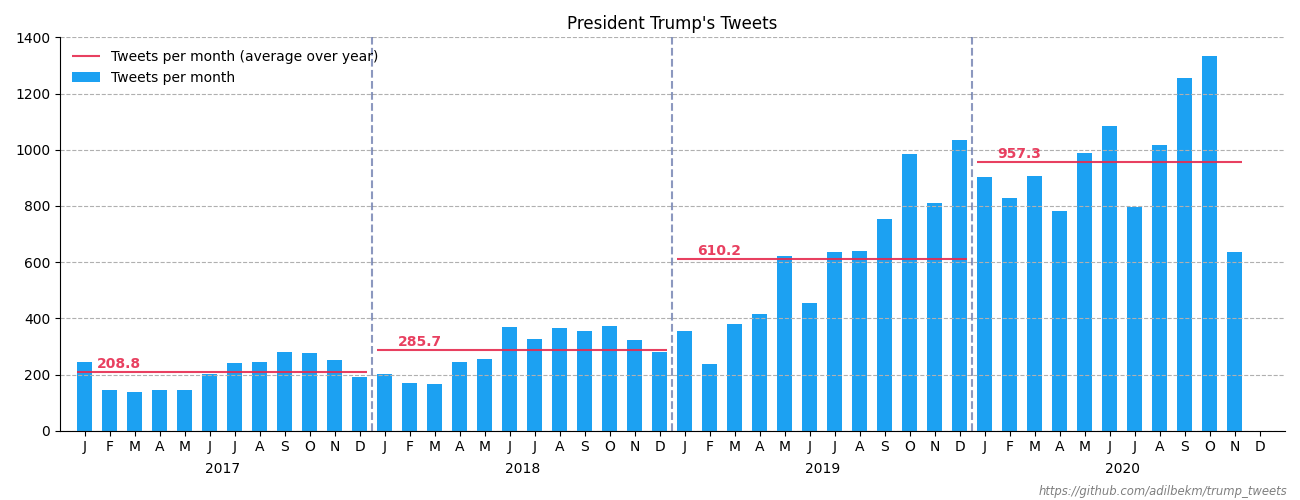 President Trump's Tweets
1400
1200
1000
800
600
400
200
0
Tweets per month (average over year)
Tweets per month
208.8
285.7
610.2
957.3
J F M A M J J A S O N D J F M A M J J A S O N D J F M A M J J A S O N D J F M A M J J A S O N D
2017 2018 2019 2020
https://github.com/adilbekm/trump_tweets